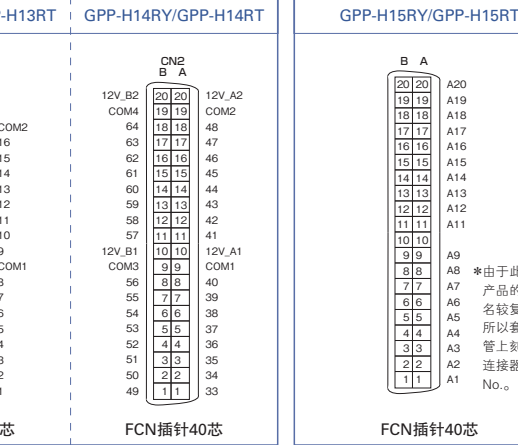 -H13RT
GPP-H14RY/GPP-H14RT
GPP-H15RY/GPP-H15RT
COM2
16
15
14
13
12
11
10
9
COM1
8
7
6
5
4
3
2
1
芯
CN2
B A
12V_B2 20 20 12V_A2
COM4 19 19 COM2
64 18 18 48
63 17 17 47
62 16 16 46
61 15 15 45
60 14 14 44
59 13 13 43
58 12 12 42
57 11 11 41
12V_B1 10 10 12V_A1
COM3 9 9 COM1
56 8 8 40
55 7 7 39
54 6 6 38
53 5 5 37
52 4 4 36
51 3 3 35
50 2 2 34
49 1 1 33
FCN插针40芯
B A
20 20 A20
19 19 A19
18 18 A18
17 17 A17
16 16 A16
15 15 A15
14 14 A14
13 13 A13
12 12 A12
11 11 A11
10 10
9 9 A9
8 8 A8
7 7 A7
6 6 A6
5 5 A5
4 4 A4
3 3 A3
2 2 A2
1 1 A1
*由于此
产品的
名较复
所以套
管上刻
连接器
No.。
FCN插针40芯